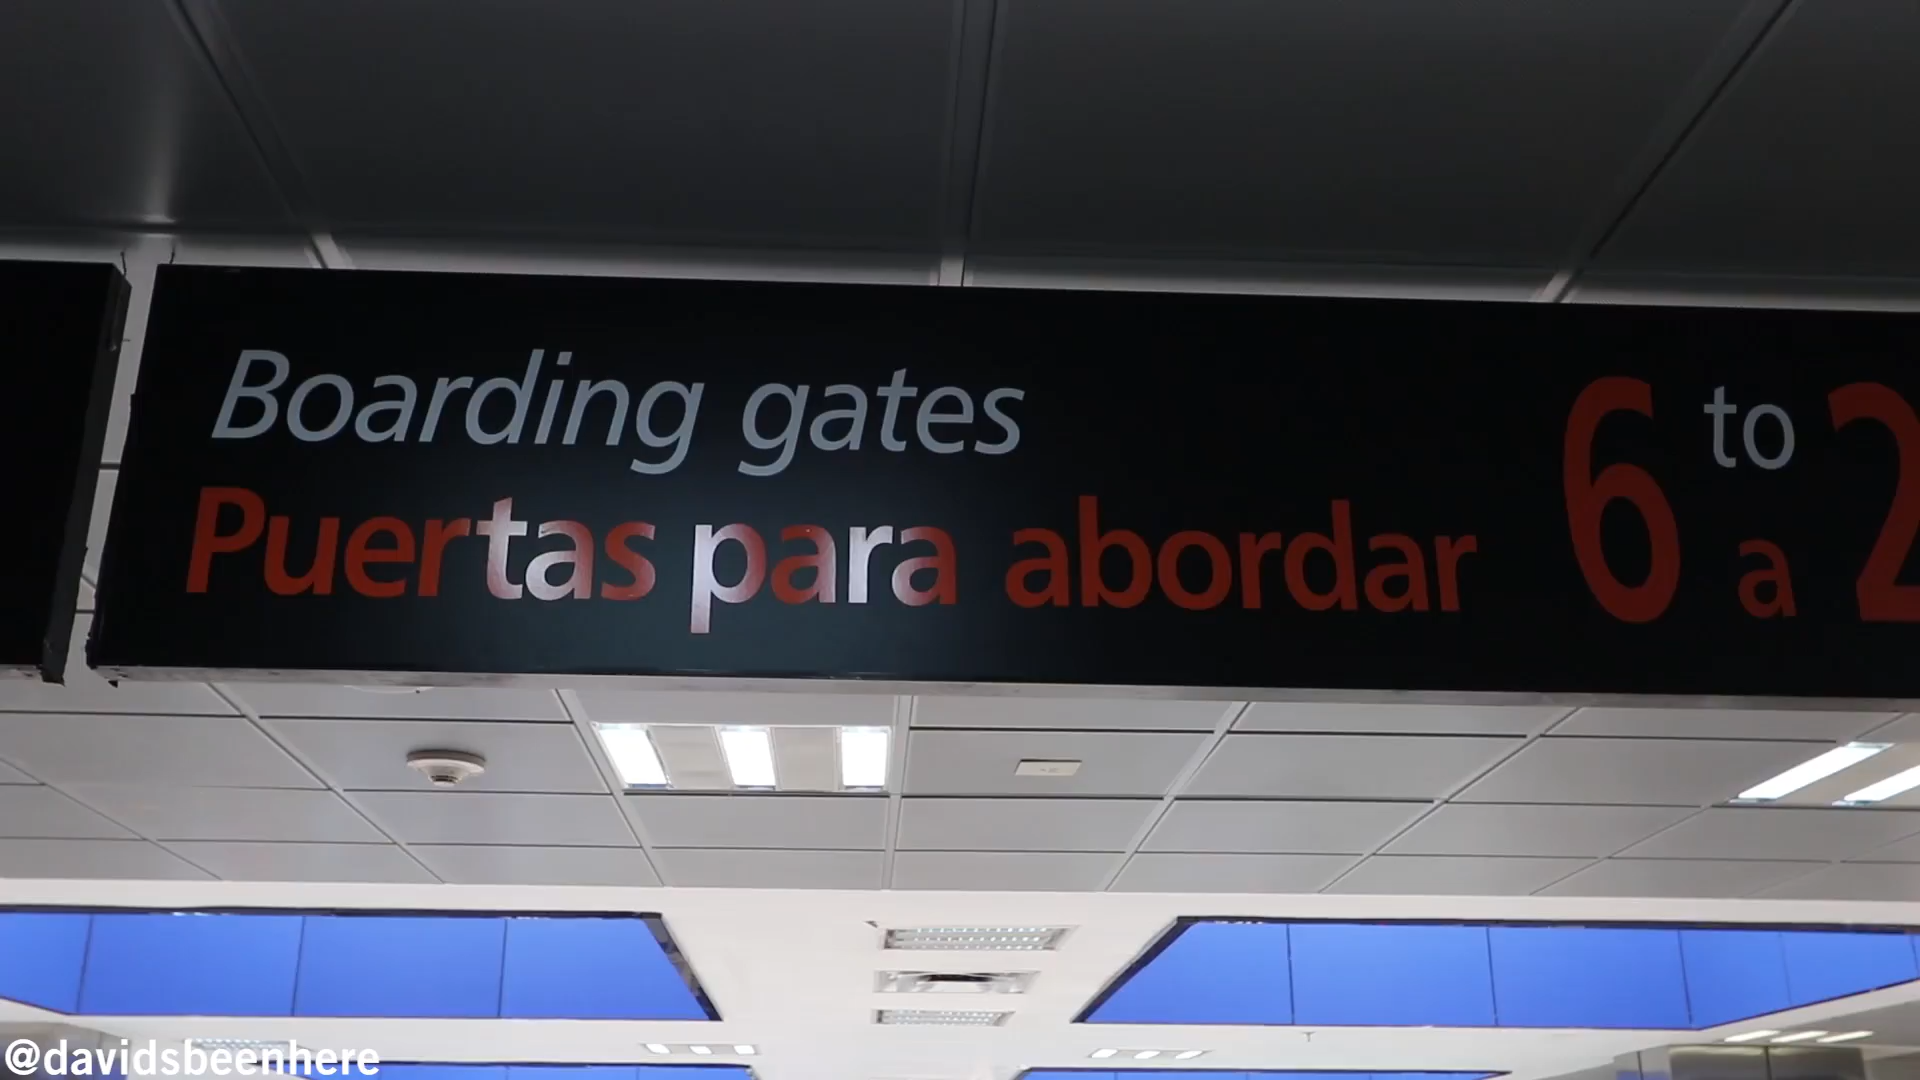 Boarding gates
Puertas para abordar
6 to
a
@davidsbeenhere